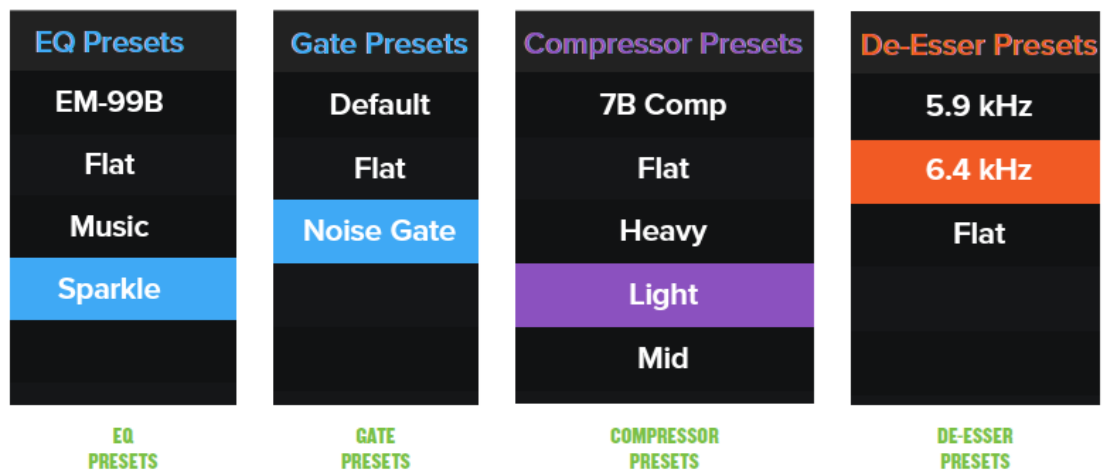 EQ Presets
EM-99B
Flat
Music
Sparkle
EQ
PRESETS
Gate Presets
Default
Flat
Noise Gate
GATE
PRESETS
Compressor Presets
7B Comp
Flat
Heavy
Light
Mid
COMPRESSOR
PRESETS
De-Esser Presets
5.9 kHz
6.4 kHz
Flat
DE-ESSER
PRESETS